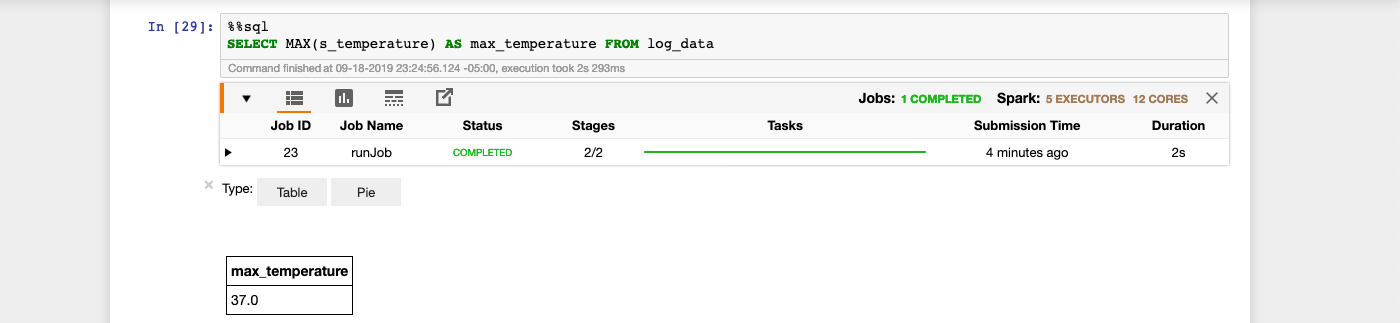 In [29]:
%%sql
SELECT MAX(s_temperature) AS max_temperature FROM log_data
Command finished at 09-18-2019 23:24:56.124 -05:00, execution took 2s 293ms
Jobs: 1 COMPLETED Spark: 5 EXECUTORS 12 CORES
Job ID Job Name Status Stages Tasks Submission Time Duration
23 runJob COMPLETED 2/2 4 minutes ago 2s
Type: Table Pie
max_temperature
37.0